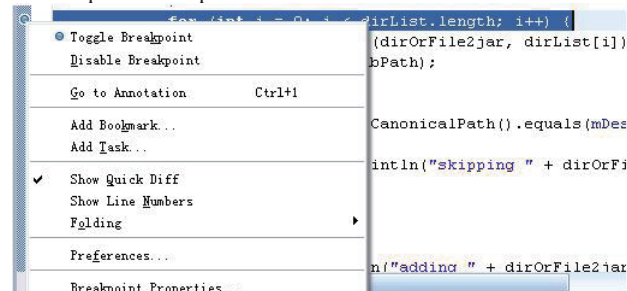 for (int i = 0; i < dirList.length; i++) {
Toggle Breakpoint
(dirOrFile2jar, dirList[i])
Disable Breakpoint
bPath);
Go to Annotation Ctrl+1
Add Bookmark...
CanonicalPath().equals(mDes
Add Task...
intln("skipping " + dirOrFi
Show Quick Diff
Show Line Numbers
Folding
Preferences...
n("adding " + dirOrFile2jar
Breakpoint Properties...